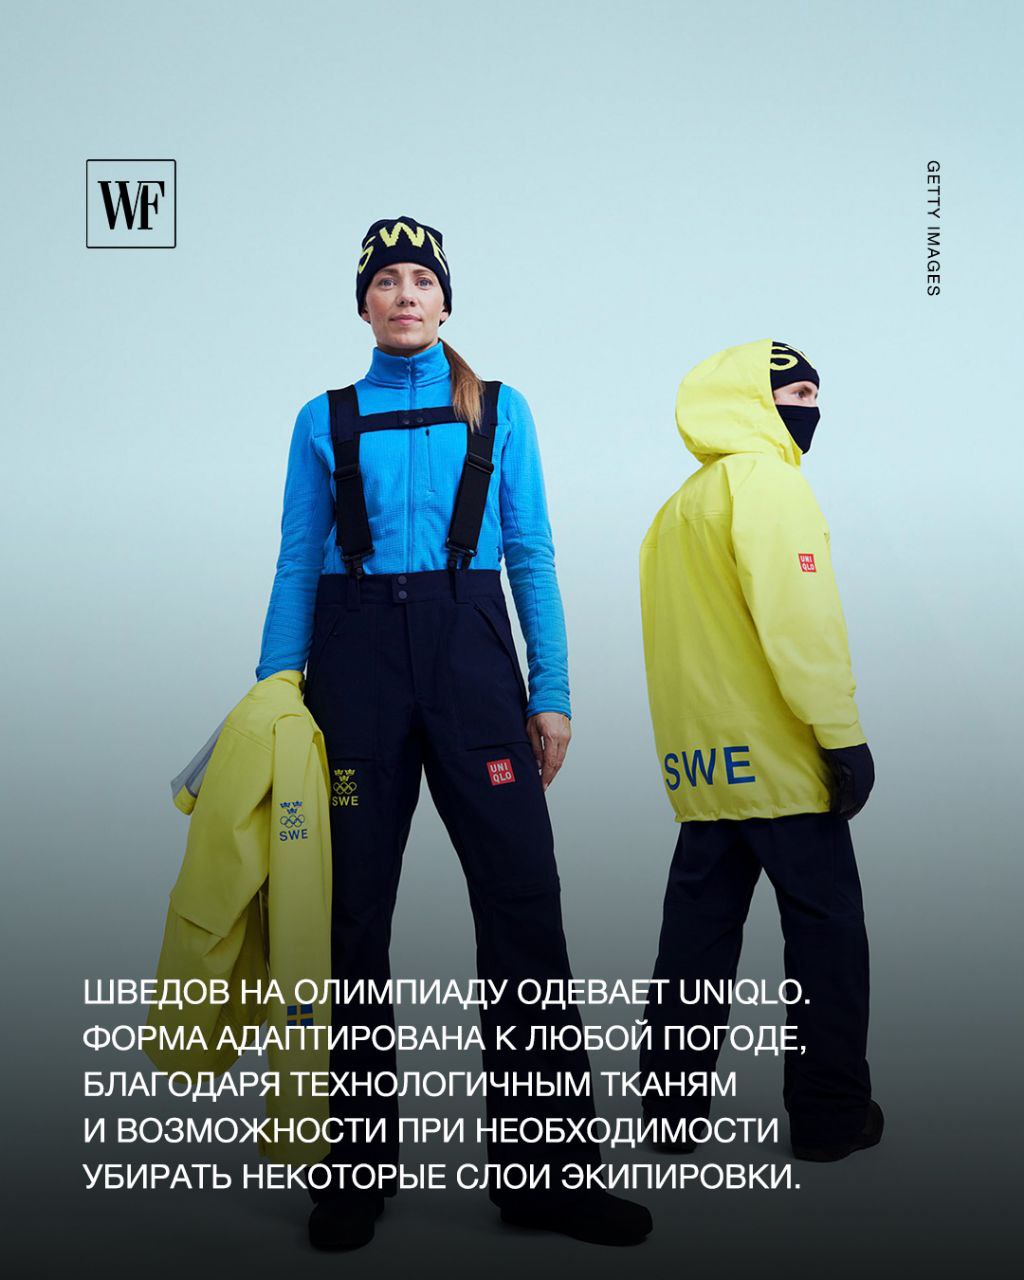 WF
GETTY IMAGES
SWE
UNI
QLO
SWE
UNI
QLO
SWE
SWE
ШВЕДОВ НА ОЛИМПИАДУ ОДЕВАЕТ UNIQLO.
ФОРМА АДАПТИРОВАНА К ЛЮБОЙ ПОГОДЕ,
БЛАГОДАРЯ ТЕХНОЛОГИЧНЫМ ТКАНЯМ
И ВОЗМОЖНОСТИ ПРИ НЕОБХОДИМОСТИ
УБИРАТЬ НЕКОТОРЫЕ СЛОИ ЭКИПИРОВКИ.